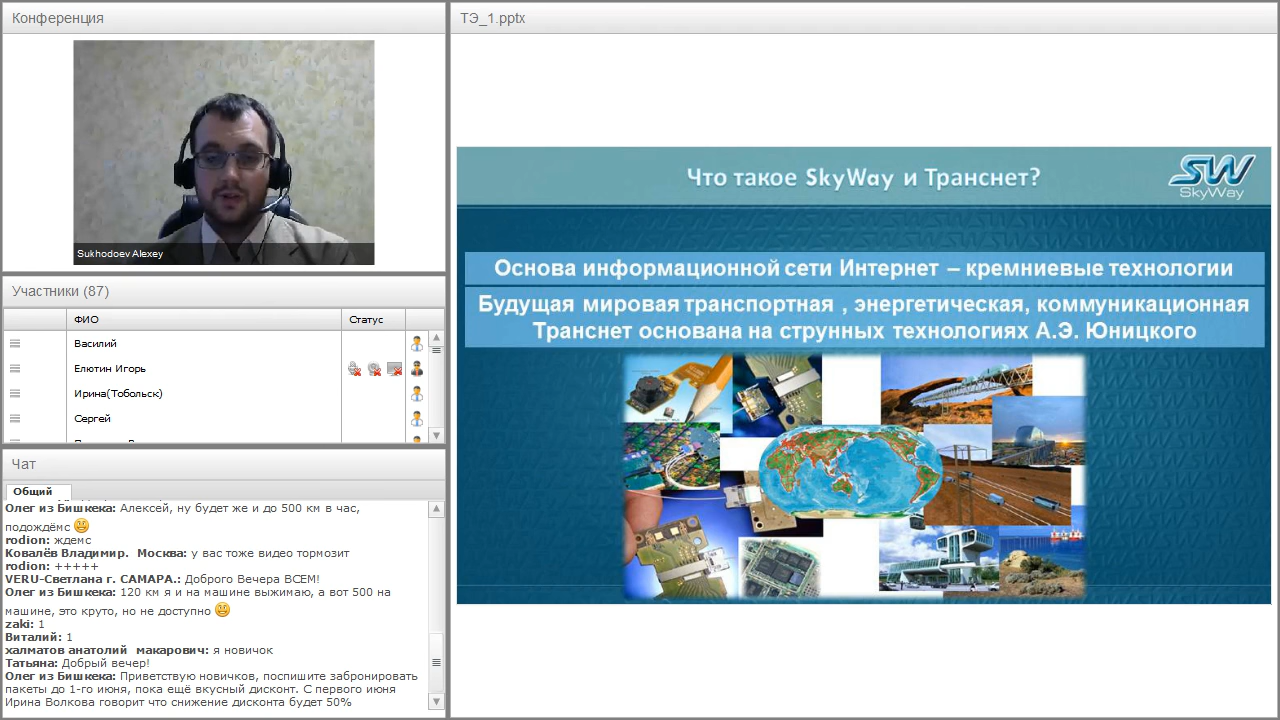 Конференция
Sukhodoev Alexey
Участники (87)
ФИО
Статус
Василий
Елютин Игорь
Ирина(Тобольск)
Сергей
Чат
Общий
Олег из Бишкека: Алексей, ну будет же и до 500 км в час,
подождёмс
rodion: ждемс
Ковалёв Владимир. Москва: у вас тоже видео тормозит
rodion: +++++
VERU-Светлана г. САМАРА.: Доброго Вечера ВСЕМ!
Олег из Бишкека: 120 км я и на машине выжимаю, а вот 500 на
машине, это круто, но не доступно
zaki: 1
Виталий: 1
халматов анатолий макарович: я новичок
Татьяна: Добрый вечер!
Олег из Бишкека: Приветствую новичков, поспишите забронировать
пакеты до 1-го июня, пока ещё вкусный дисконт. С первого июня
Ирина Волкова говорит что унижение дисконта будет 50%
ТЭ_1.pptx
Что такое SkyWay и Транснет?
SW
SkyWay
Основа информационной сети Интернет – кремниевые технологии
Будущая мировая транспортная , энергетическая, коммуникационная
Транснет основана на струнных технологиях А.Э. Юницкого